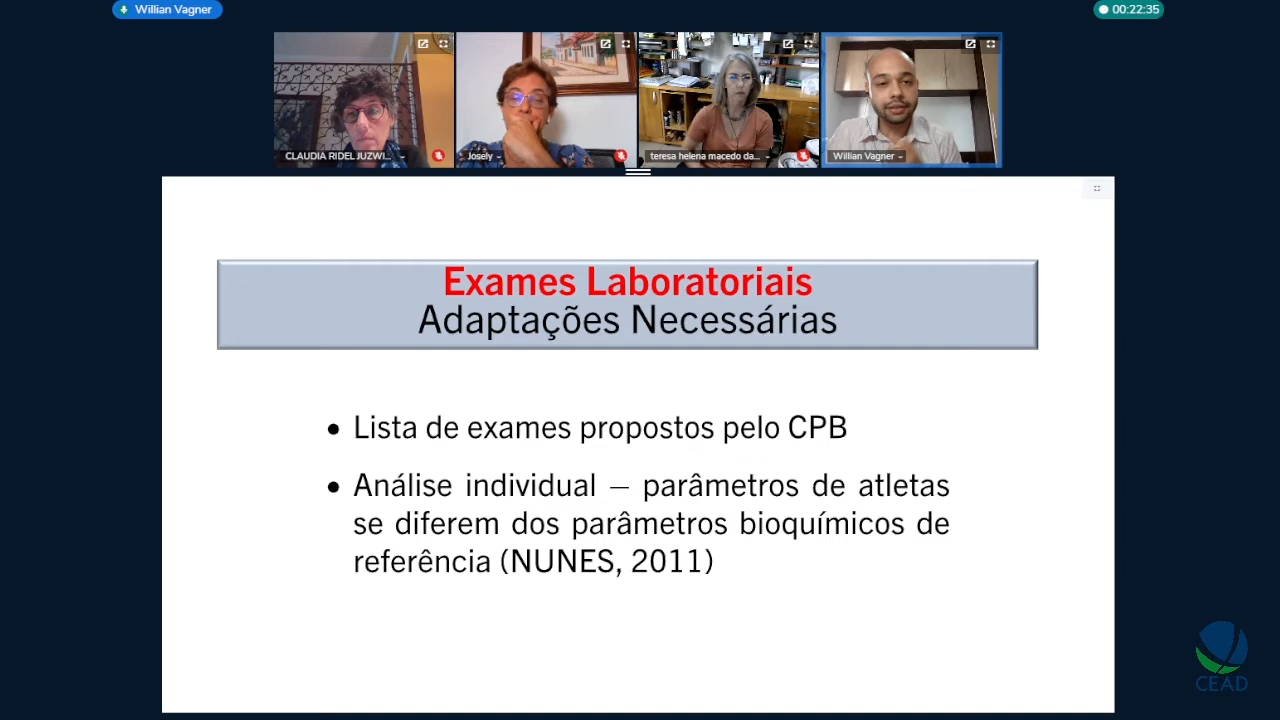 Willian Vagner
00:22:35
CLAUDIA RIDEL JUZWI...
Josely
teresa helena macedo da...
Willian Vagner
Exames Laboratoriais
Adaptações Necessárias
• Lista de exames propostos pelo CPB
• Análise individual – parâmetros de atletas
se diferem dos parâmetros bioquímicos de
referência (NUNES, 2011)
CEAD